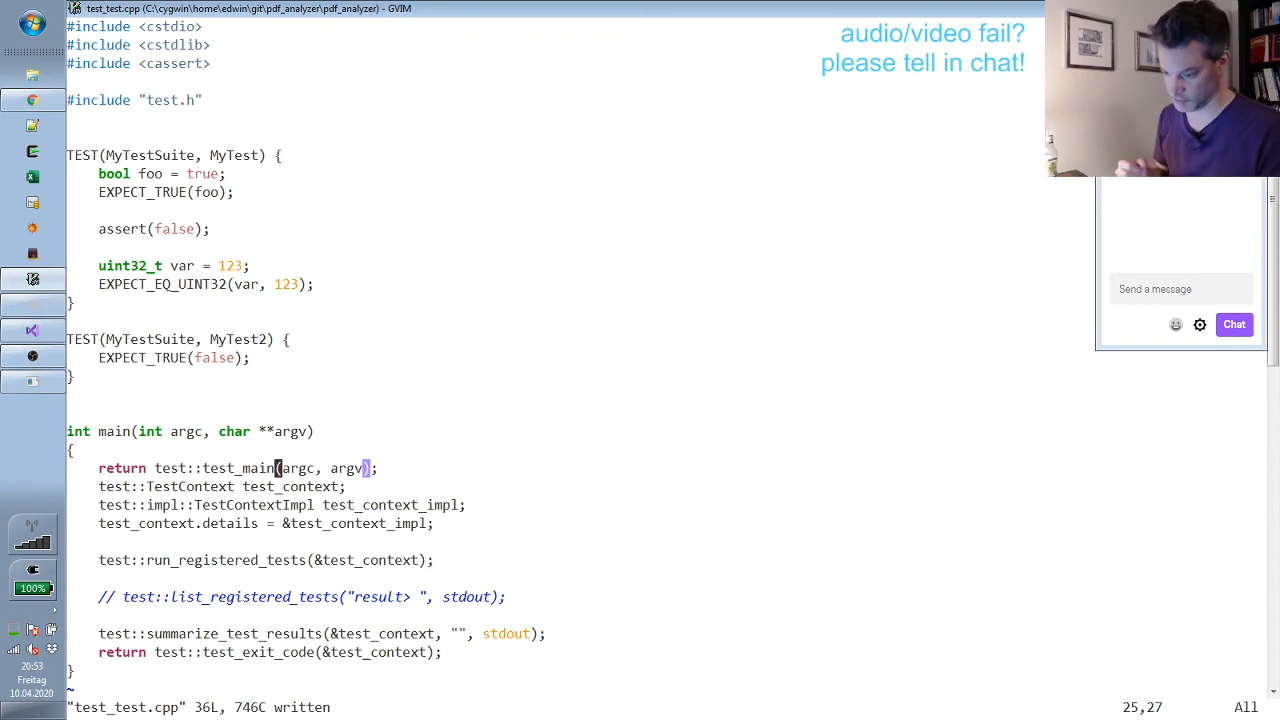 test_test.cpp (C:\cygwin\home\edwin\git\pdf_analyzer\pdf_analyzer) - GVIM
#include <cstdio>
#include <cstdlib>
#include <cassert>
#include "test.h"
TEST(MyTestSuite, MyTest) {
bool foo = true;
EXPECT_TRUE(foo);
assert(false);
uint32_t var = 123;
EXPECT_EQ_UINT32(var, 123);
}
TEST(MyTestSuite, MyTest2) {
EXPECT_TRUE(false);
}
int main(int argc, char **argv)
{
return test::test_main(argc, argv);
test::TestContext test_context;
test::impl::TestContextImpl test_context_impl;
test_context.details = &test_context_impl;
test::run_registered_tests(&test_context);
// test::list_registered_tests("result> ", stdout);
test::summarize_test_results(&test_context, "", stdout);
return test::test_exit_code(&test_context);
}
~
"test_test.cpp" 36L, 746C written
25,27
All
audio/video fail?
please tell in chat!
Send a message
Chat
100%
20:53
Freitag
10.04.2020